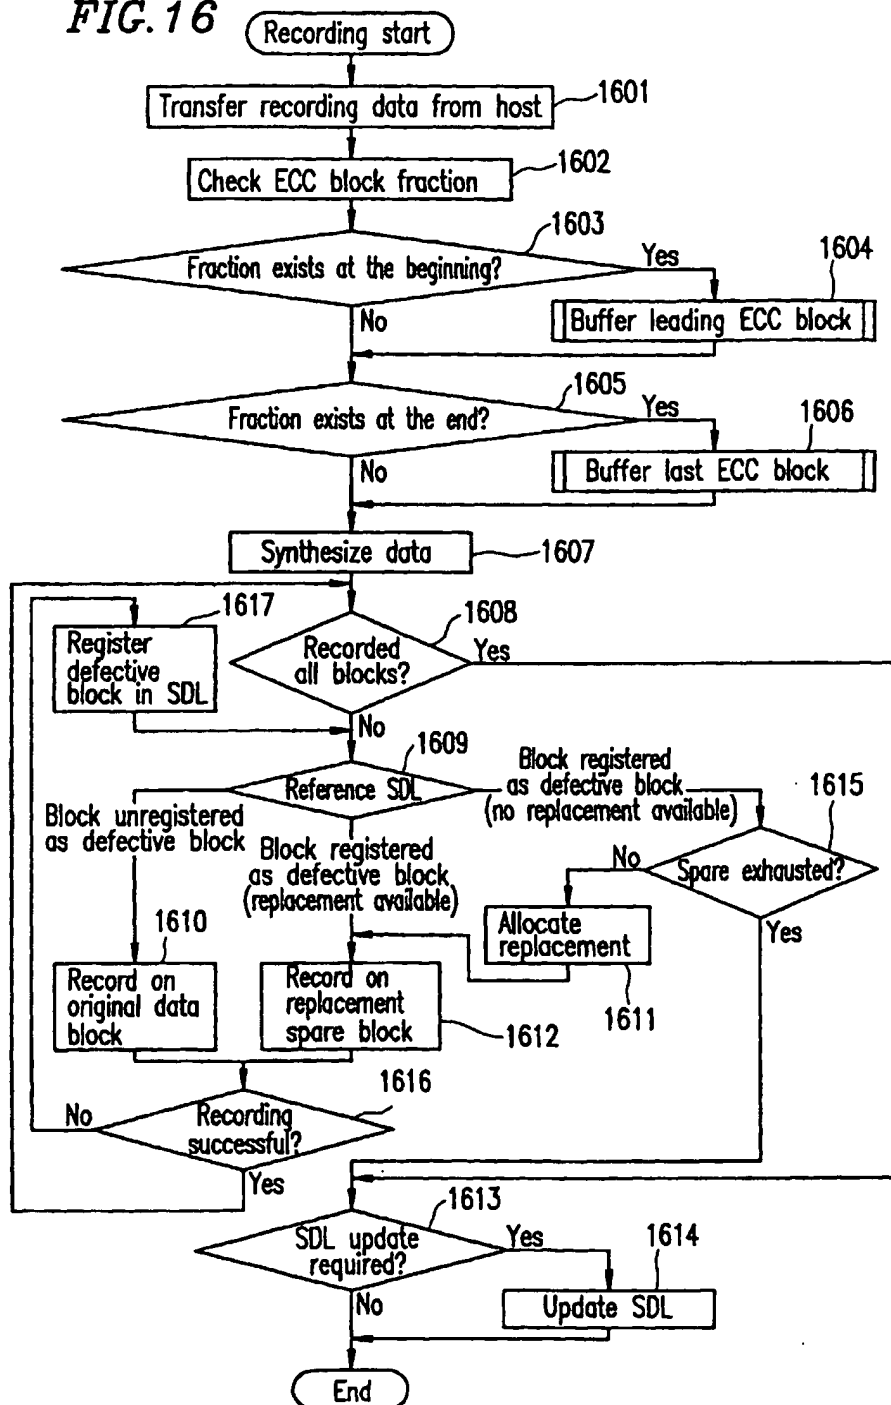 FIG.16
Recording start
Transfer recording data from host
1601
Check ECC block fraction
1602
1603
Fraction exists at the beginning?
Yes
1604
Buffer leading ECC block
No
1605
Fraction exists at the end?
Yes
1606
Buffer last ECC block
No
Synthesize data
1607
1617
Register
defective
block in SDL
1608
Recorded
all blocks?
Yes
No
1609
Reference SDL
Block registered
as defective block
(no replacement available)
1615
Block unregistered
as defective block
Block registered
as defective block
(replacement available)
No
Spare exhausted?
Yes
Allocate
replacement
1611
1610
Record on
original data
block
Record on
replacement
spare block
1612
1616
No
Recording
successful?
Yes
1613
SDL update
required?
Yes
1614
Update SDL
No
End